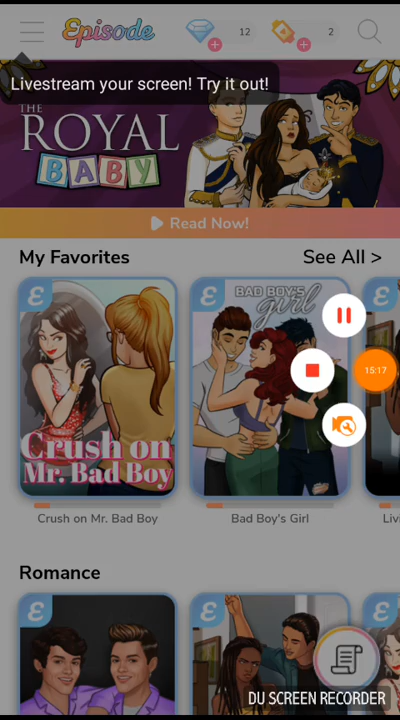 Episode
12
2
Livestream your screen! Try it out!
THE
ROYAL
BABY
Read Now!
My Favorites
See All >
BAD BOY'S
girl
15:17
Crush on
Mr. Bad Boy
Crush on Mr. Bad Boy
Bad Boy's Girl
Livi
Romance
DU SCREEN RECORDER